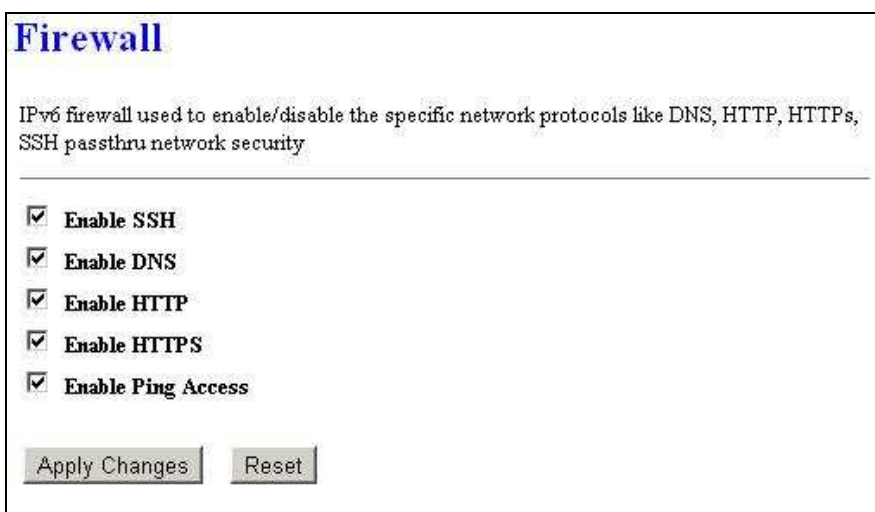 Firewall
IPv6 firewall used to enable/disable the specific network protocols like DNS, HTTP, HTTPs,
SSH passthru network security
Enable SSH
Enable DNS
Enable HTTP
Enable HTTPS
Enable Ping Access
Apply Changes Reset